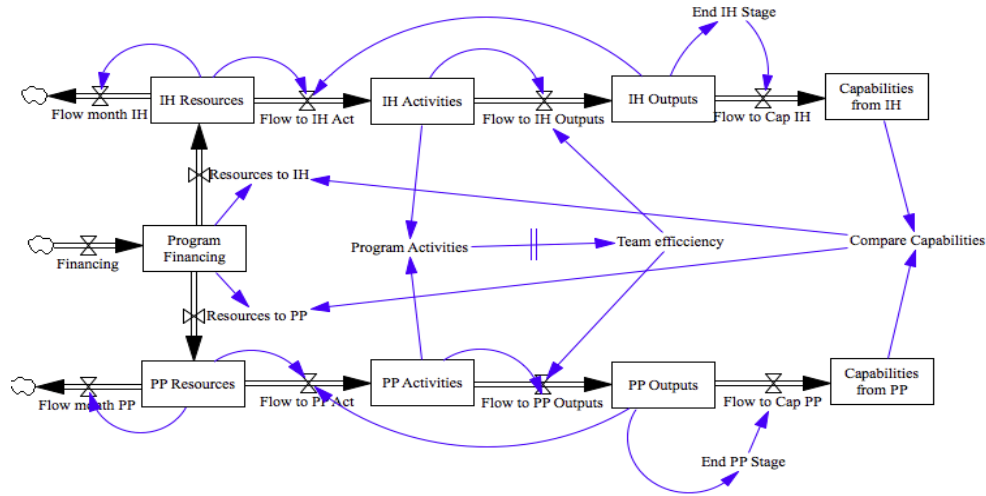 End IH Stage
IH Resources
IH Activities
IH Outputs
Capabilities
from IH
Flow month IH
Flow to IH Act
Flow to IH Outputs
Flow to Cap IH
Resources to IH
Program
Financing
Financing
Program Activities
Team efficciency
Compare Capabilities
Resources to PP
PP Resources
PP Activities
PP Outputs
Capabilities
from PP
Flow month PP
Flow to PP Act
Flow to PP Outputs
Flow to Cap PP
End PP Stage